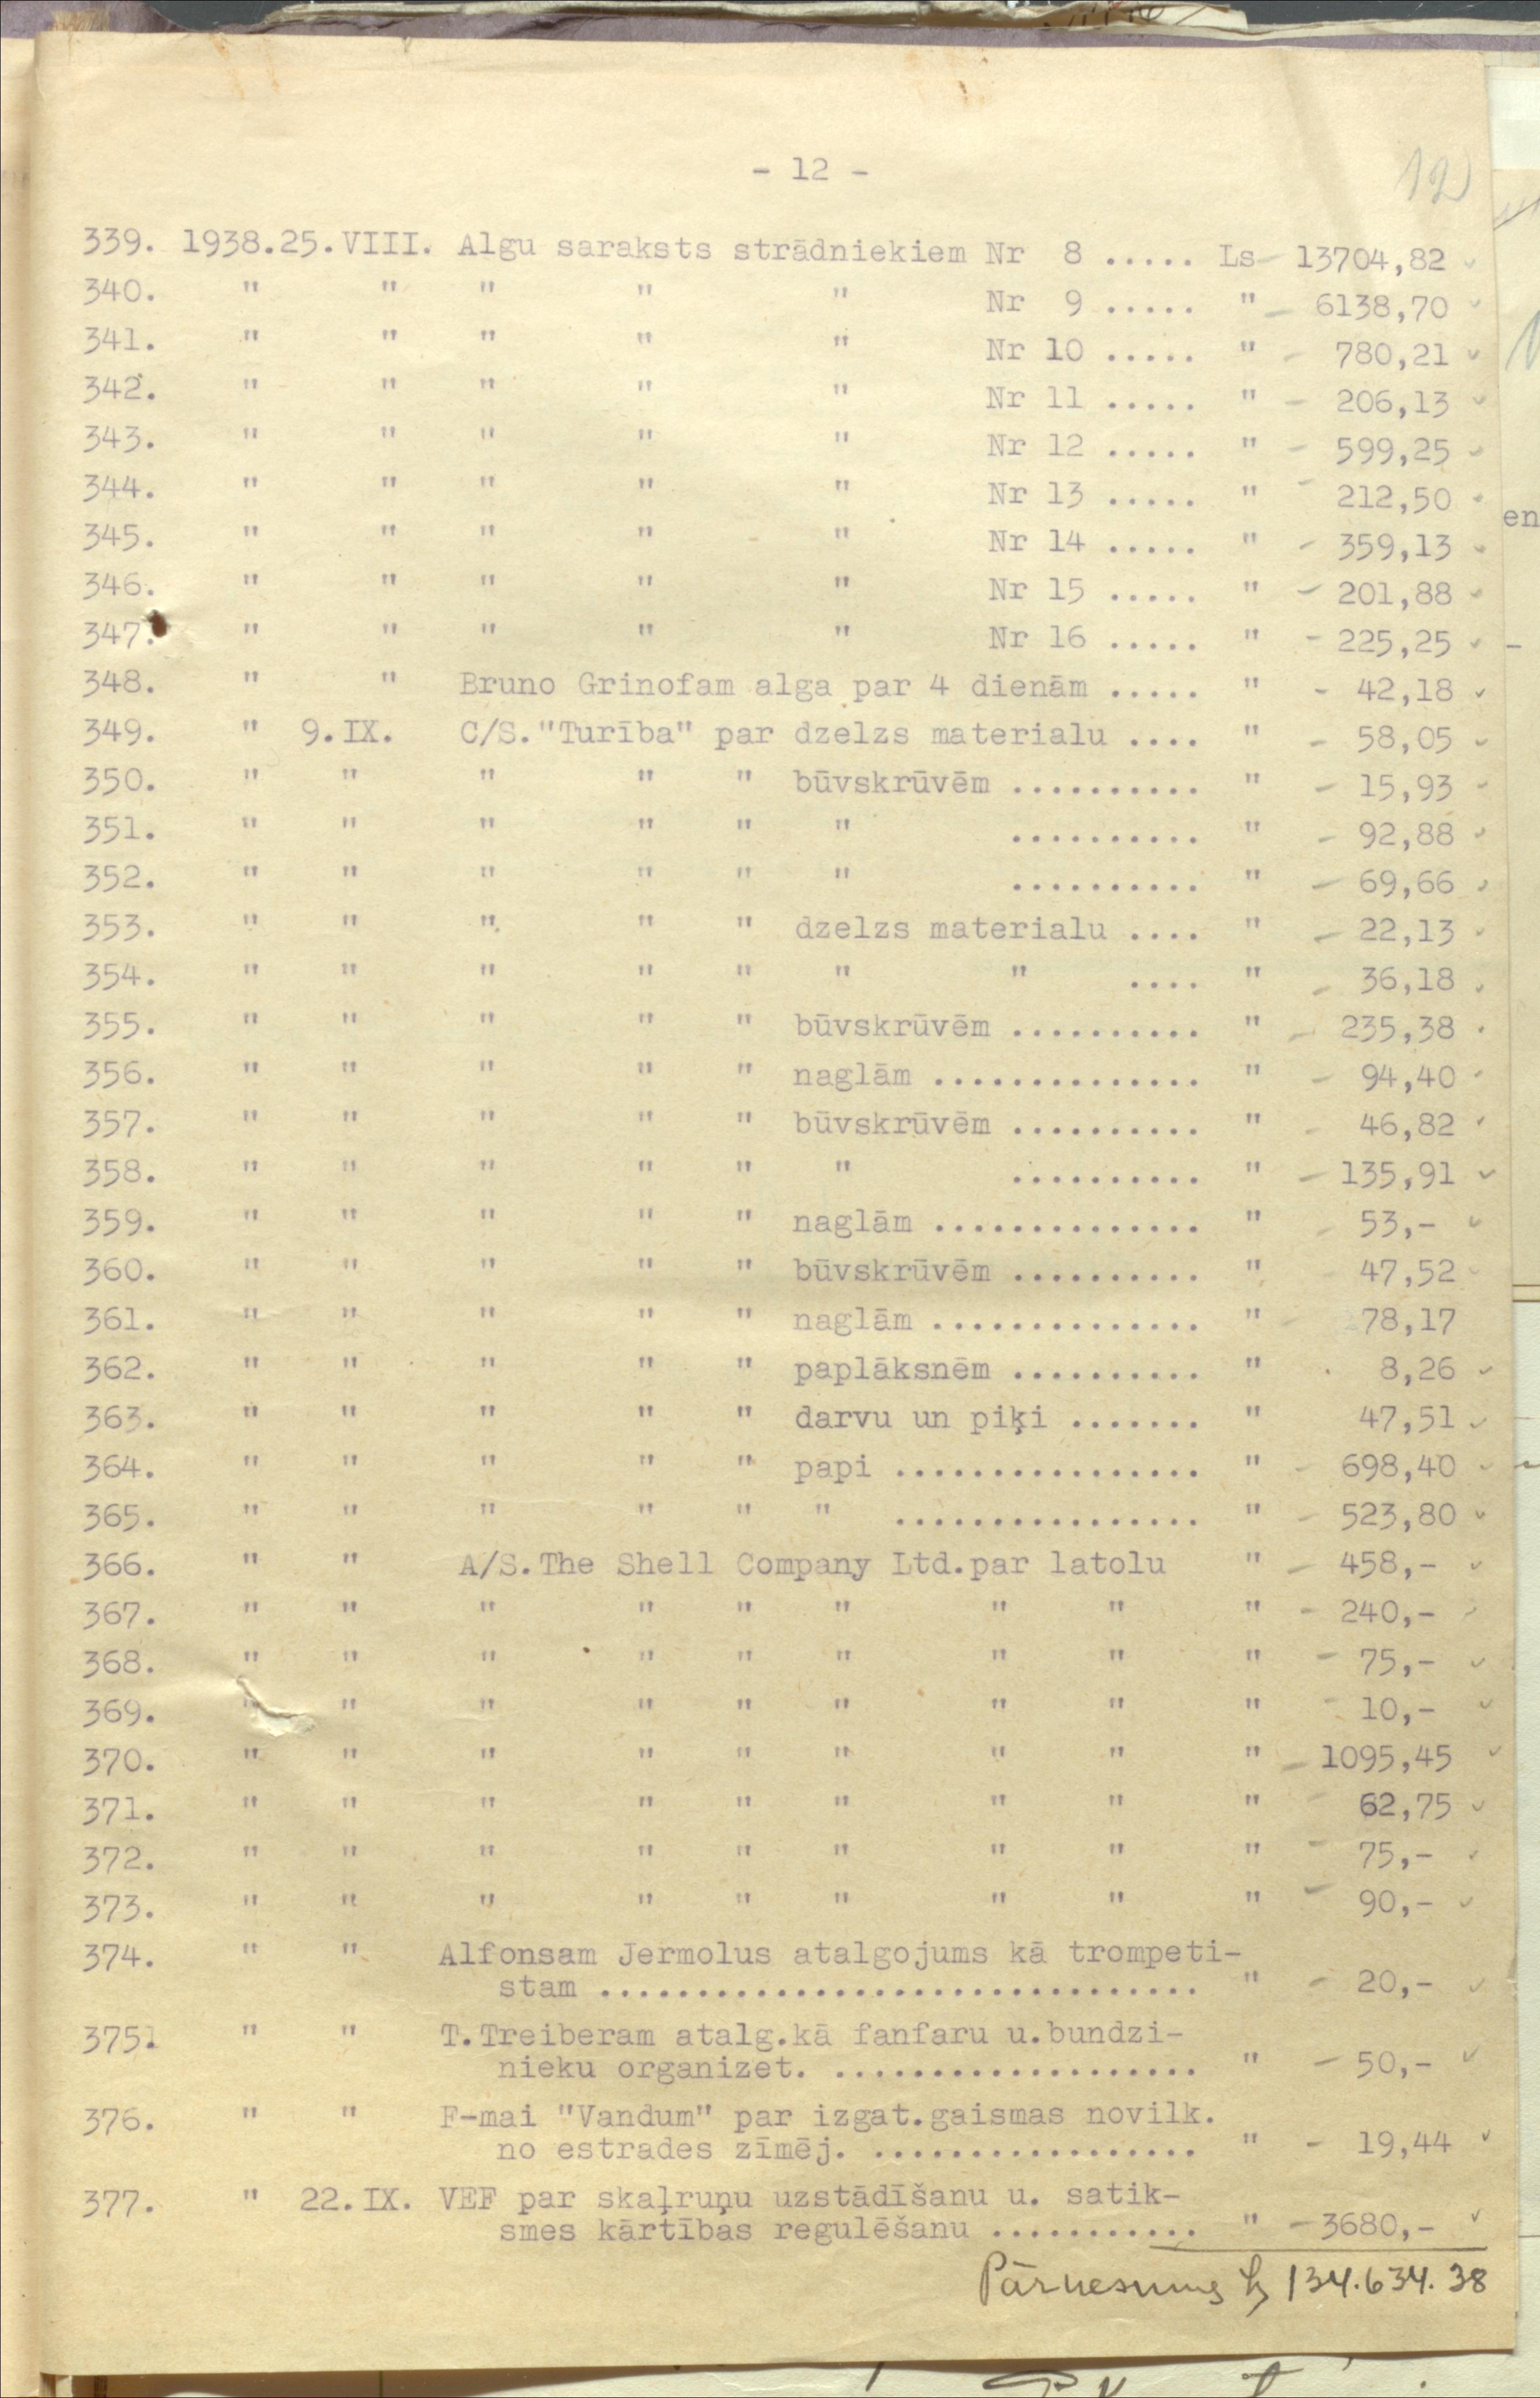 - 12 -
12
339. 1938.25.VIII. Algu saraksts strādniekiem Nr 8 ..... Ls 13704,82
340. " " " " " Nr 9 ..... " 6138,70
341. " " " " " Nr 10 ..... " 780,21
342. " " " " " Nr 11 ..... " 206,13
343. " " " " " Nr 12 ..... " 599,25
344. " " " " " Nr 13 ..... " 212,50
345. " " " " " Nr 14 ..... " 359,13
346. " " " " " Nr 15 ..... " 201,88
347. " " " " " Nr 16 ..... " 225,25
348. " " Bruno Grinofam alga par 4 dienām ..... " 42,18
349. " 9.IX. C/S."Turība" par dzelzs materialu .... " 58,05
350. " " " " " būvskrūvēm .......... " 15,93
351. " " " " " " .......... " 92,88
352. " " " " " " .......... " 69,66
353. " " " " " dzelzs materialu .... " 22,13
354. " " " " " " " .... " 36,18
355. " " " " " būvskrūvēm .......... " 235,38
356. " " " " " naglām .............. " 94,40
357. " " " " " būvskrūvēm .......... " 46,82
358. " " " " " " .......... " 135,91
359. " " " " " naglām .............. " 53,-
360. " " " " " būvskrūvēm .......... " 47,52
361. " " " " " naglām .............. " 78,17
362. " " " " " paplāksnēm .......... " 8,26
363. " " " " " darvu un piķi ....... " 47,51
364. " " " " " papi ................ " 698,40
365. " " " " " " ................ " 523,80
366. " " A/S.The Shell Company Ltd.par latolu " 458,-
367. " " " " " " " " " 240,-
368. " " " " " " " " " 75,-
369. " " " " " " " " " 10,-
370. " " " " " " " " " 1095,45
371. " " " " " " " " " 62,75
372. " " " " " " " " " 75,-
373. " " " " " " " " " 90,-
374. " " Alfonsam Jermolus atalgojums kā trompeti-
stam ............................... " 20,-
375. " " T.Treiberam atalg.kā fanfaru u.bundzi-
nieku organizet. ................... " 50,-
376. " " F-mai "Vandum" par izgat.gaismas novilk.
no estrades zīmēj. ................. " 19,44
377. " 22.IX. VEF par skaļruņu uzstādīšanu u. satik-
smes kārtības regulēšanu ........... " 3680,-
Pārnesums Ls 134.634.38
en